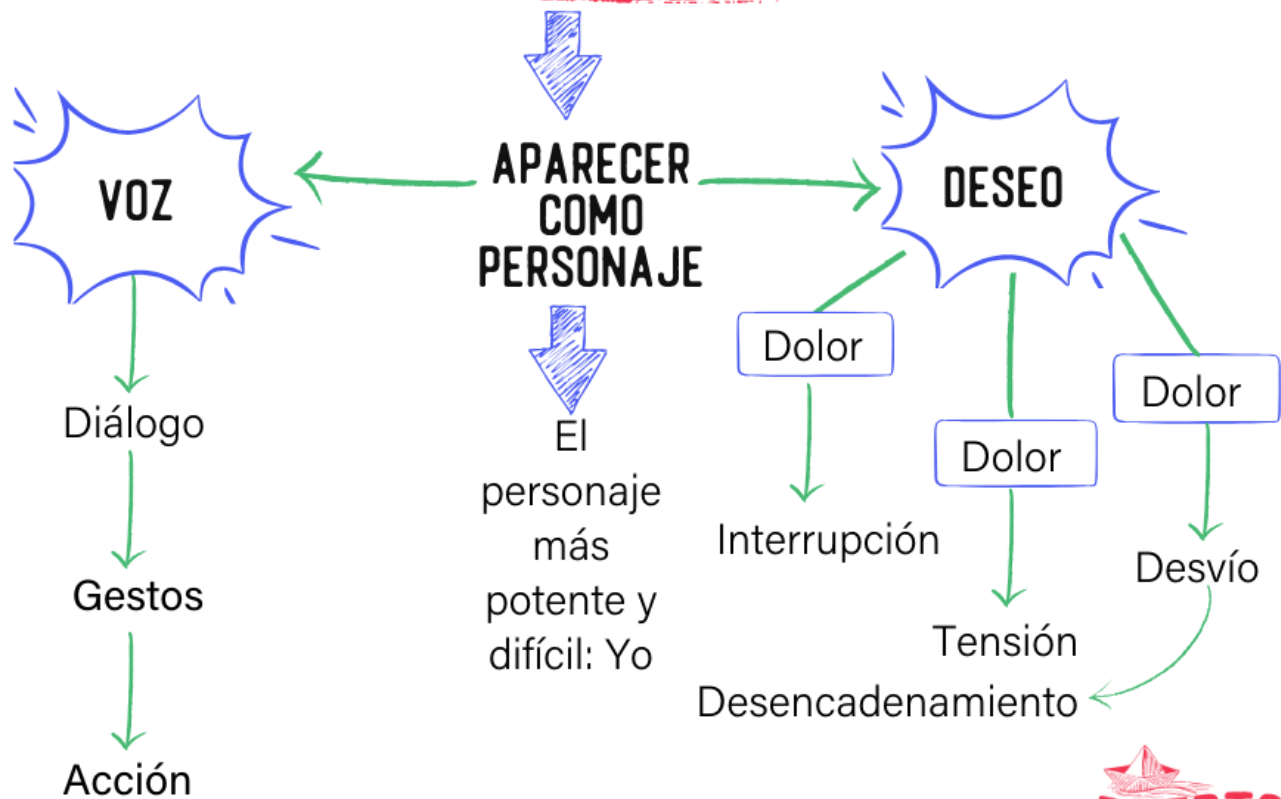 APARECER
COMO
PERSONAJE
VOZ
Diálogo
Gestos
Acción
El
personaje
más
potente y
difícil: Yo
DESEO
Dolor
Interrupción
Dolor
Tensión
Dolor
Desvío
Desencadenamiento